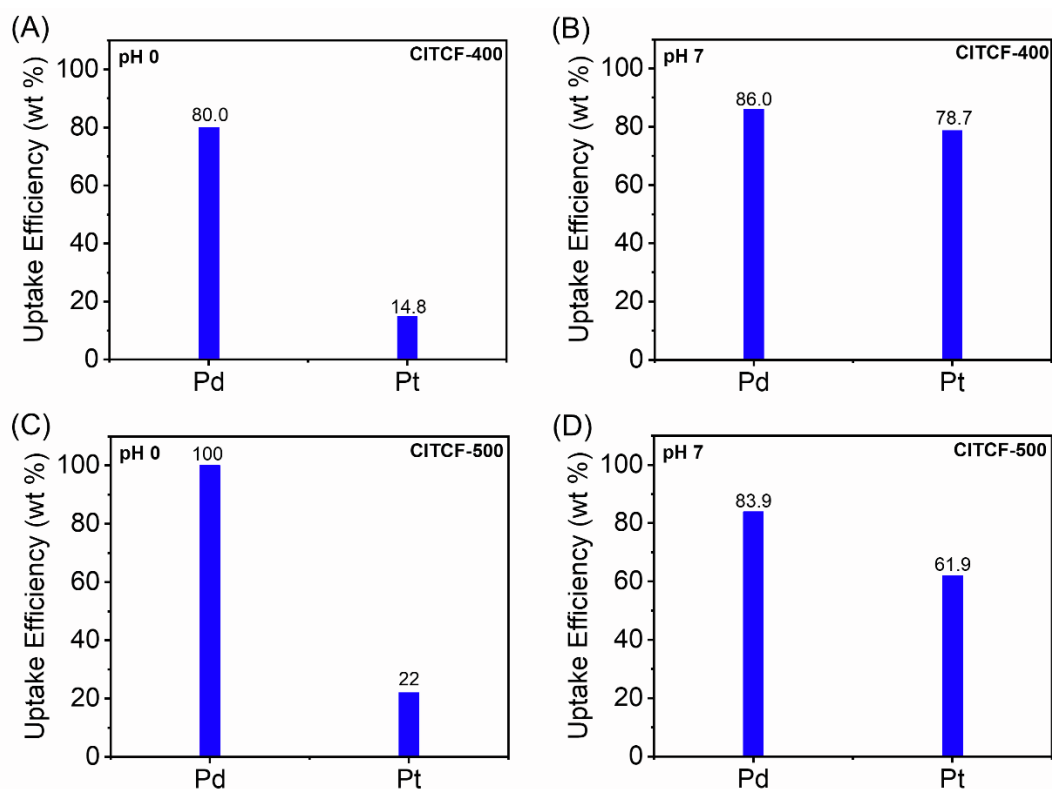 (A)
pH 0
CITCF-400
Uptake Efficiency (wt %)
100
80
60
40
20
0
80.0
14.8
Pd
Pt
(B)
pH 7
CITCF-400
Uptake Efficiency (wt %)
100
80
60
40
20
0
86.0
78.7
Pd
Pt
(C)
pH 0
CITCF-500
Uptake Efficiency (wt %)
100
80
60
40
20
0
100
22
Pd
Pt
(D)
pH 7
CITCF-500
Uptake Efficiency (wt %)
100
80
60
40
20
0
83.9
61.9
Pd
Pt